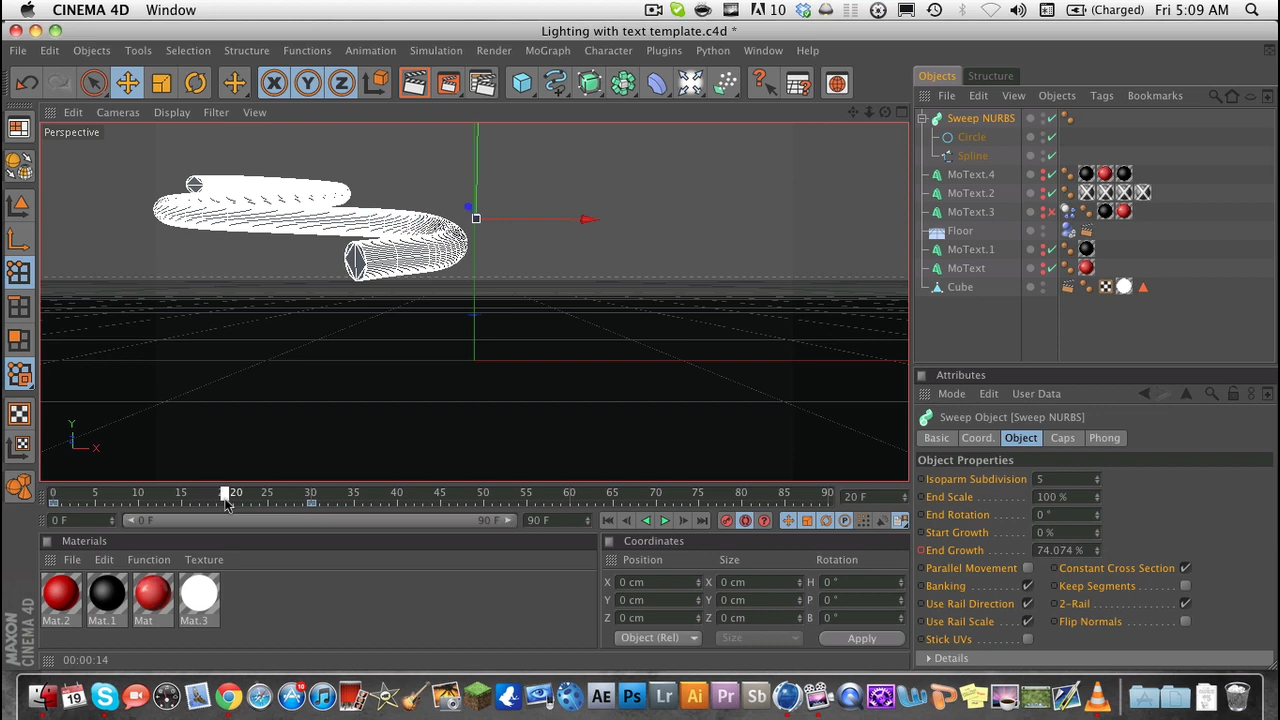 CINEMA 4D Window 10 (Charged) Fri 5:09 AM
Lighting with text template.c4d *
File Edit Objects Tools Selection Structure Functions Animation Simulation Render MoGraph Character Plugins Python Window Help
X Y Z
Objects Structure
File Edit View Objects Tags Bookmarks
Edit Cameras Display Filter View
Perspective
Sweep NURBS
Circle
Spline
MoText.4
MoText.2
MoText.3
Floor
MoText.1
MoText
Cube
Y
X
Attributes
Mode Edit User Data
Sweep Object [Sweep NURBS]
Basic Coord. Object Caps Phong
Object Properties
Isoparm Subdivision 5
End Scale 100 %
End Rotation 0 °
Start Growth 0 %
End Growth 74.074 %
Parallel Movement Constant Cross Section
Banking Keep Segments
Use Rail Direction 2-Rail
Use Rail Scale Flip Normals
Stick UVs
Details
0 5 10 15 20 25 30 35 40 45 50 55 60 65 70 75 80 85 90 20 F
0 F 0 F 90 F 90 F
Materials
File Edit Function Texture
Mat.2 Mat.1 Mat Mat.3
Coordinates
Position Size Rotation
X 0 cm X 0 cm H 0 °
Y 0 cm Y 0 cm P 0 °
Z 0 cm Z 0 cm B 0 °
Object (Rel) Size Apply
MAXON CINEMA 4D
00:00:14
19 AE Ps Lr Ai Pr Sb